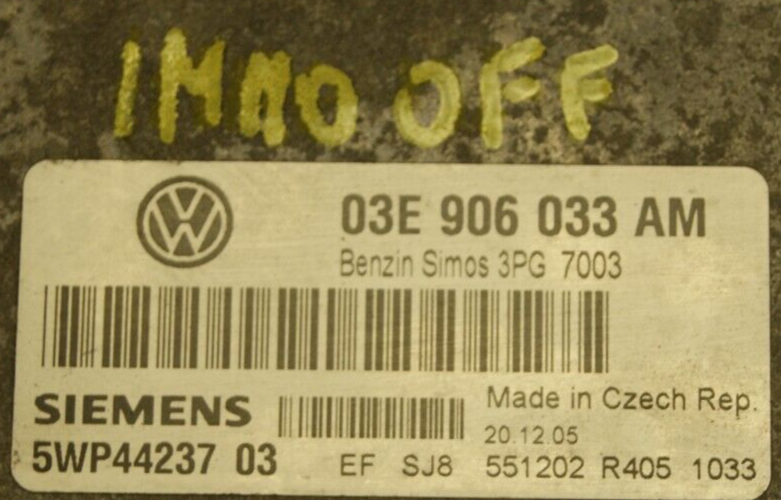 IMMO OFF
03E 906 033 AM
Benzin Simos 3PG 7003
SIEMENS
Made in Czech Rep.
20.12.05
5WP44237 03 EF SJ8 551202 R405 1033